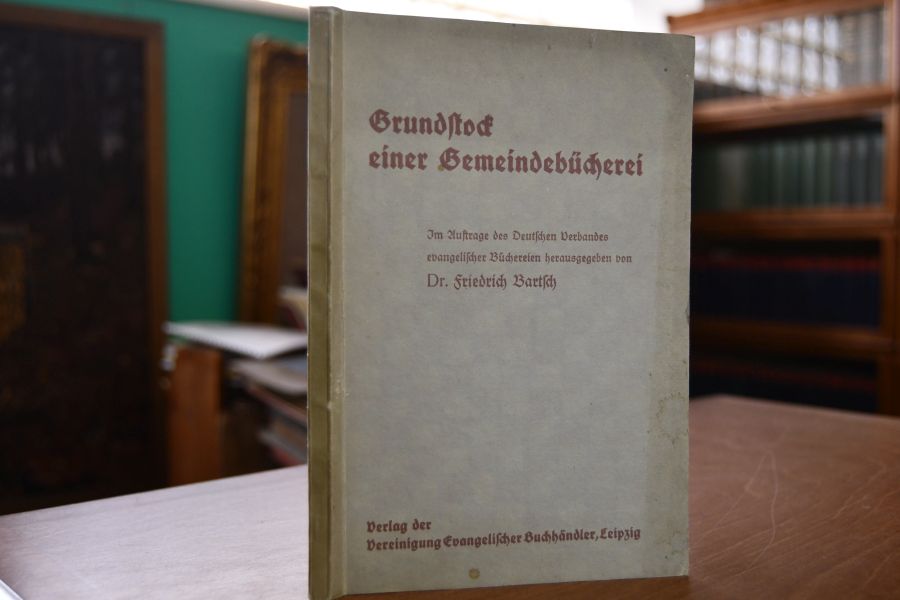 Grundstock
einer Gemeindebücherei
Im Auftrage des Deutschen Verbandes
evangelischer Büchereien herausgegeben von
Dr. Friedrich Bartsch
Verlag der
Vereinigung Evangelischer Buchhändler, Leipzig